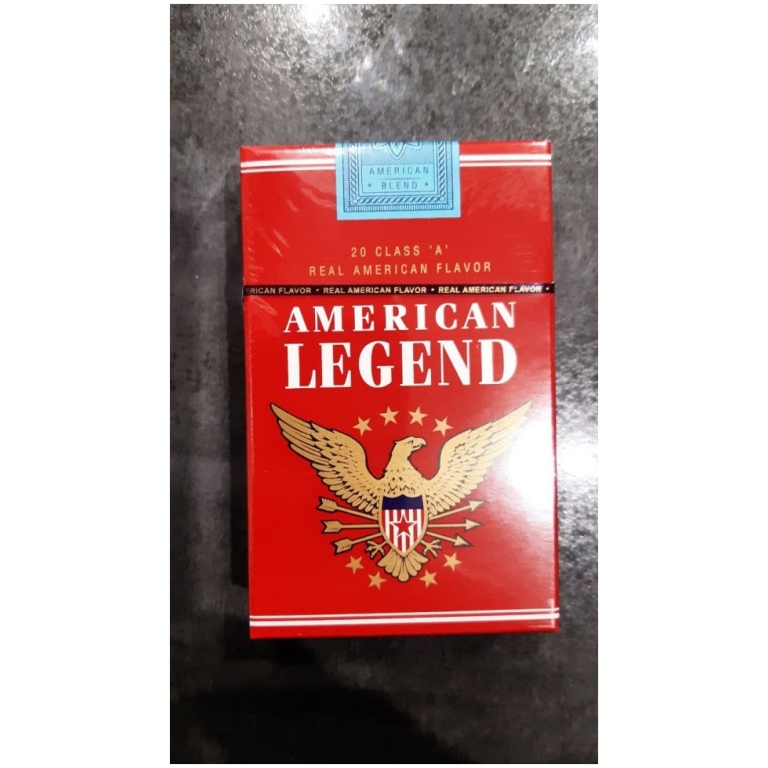 AMERICAN
* BLEND *
20 CLASS 'A'
REAL AMERICAN FLAVOR
RICAN FLAVOR • REAL AMERICAN FLAVOR • REAL AMERICAN FLAVOR •
AMERICAN
LEGEND